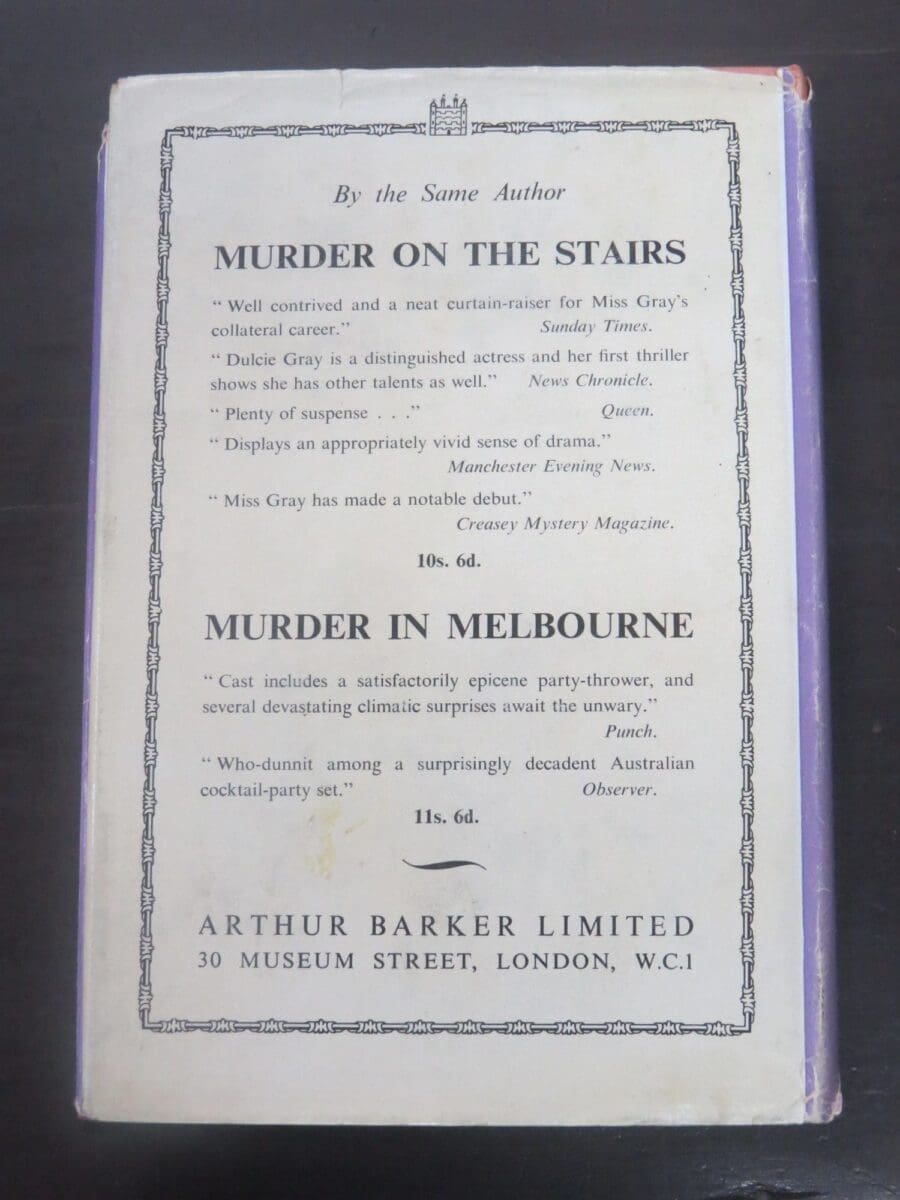 By the Same Author
MURDER ON THE STAIRS
“ Well contrived and a neat curtain-raiser for Miss Gray’s
collateral career.” Sunday Times.
“ Dulcie Gray is a distinguished actress and her first thriller
shows she has other talents as well.” News Chronicle.
“ Plenty of suspense . . .” Queen.
“ Displays an appropriately vivid sense of drama.”
Manchester Evening News.
“ Miss Gray has made a notable debut.”
Creasey Mystery Magazine.
10s. 6d.
MURDER IN MELBOURNE
“ Cast includes a satisfactorily epicene party-thrower, and
several devastating climatic surprises await the unwary.”
Punch.
“ Who-dunnit among a surprisingly decadent Australian
cocktail-party set.” Observer.
11s. 6d.
ARTHUR BARKER LIMITED
30 MUSEUM STREET, LONDON, W.C.1